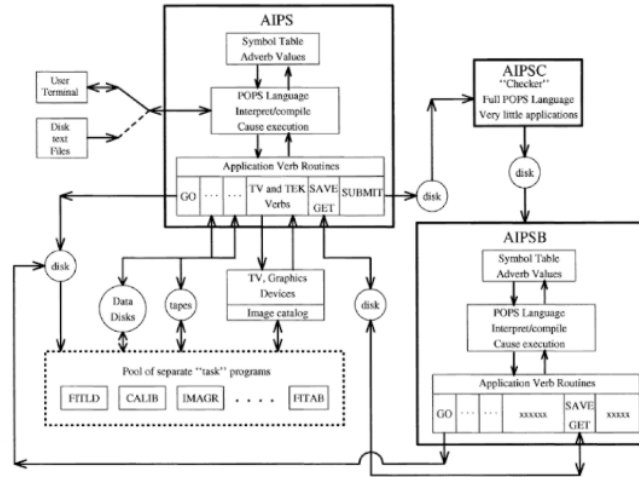 AIPS
Symbol Table
Adverb Values
POPS Language
Interpret/compile
Cause execution
Application Verb Routines
GO
. . .
. . .
TV and TEK
Verbs
SAVE
GET
SUBMIT
User
Terminal
Disk
text
Files
AIPSC
"Checker"
Full POPS Language
Very little applications
disk
disk
disk
Data
Disks
tapes
TV, Graphics
Devices
Image catalog
disk
Pool of separate "task" programs
FITLD
CALIB
IMAGR
. . . .
FITAB
AIPSB
Symbol Table
Adverb Values
POPS Language
Interpret/compile
Cause execution
Application Verb Routines
GO
. . .
. . .
xxxxxx
SAVE
GET
xxxxx